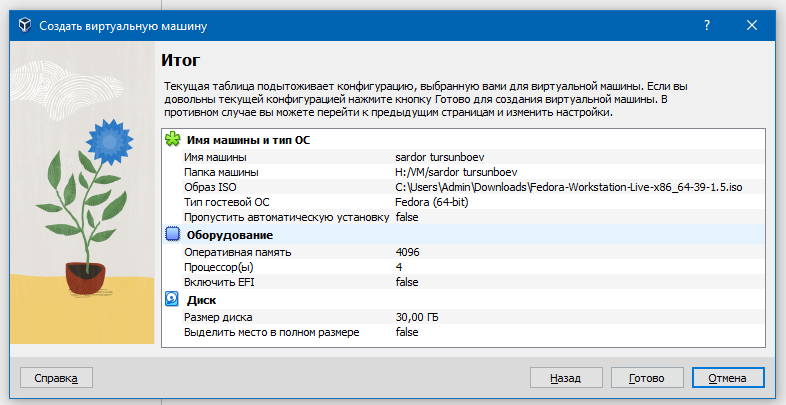 Создать виртуальную машину
?
Итог
Текущая таблица подытоживает конфигурацию, выбранную вами для виртуальной машины. Если вы
довольны текущей конфигурацией нажмите кнопку Готово для создания виртуальной машины. В
противном случае вы можете перейти к предыдущим страницам и изменить настройки.
Имя машины и тип ОС
Имя машины sardor tursunboev
Папка машины H:/VM/sardor tursunboev
Образ ISO C:\Users\Admin\Downloads\Fedora-Workstation-Live-x86_64-39-1.5.iso
Тип гостевой ОС Fedora (64-bit)
Пропустить автоматическую установку false
Оборудование
Оперативная память 4096
Процессор(ы) 4
Включить EFI false
Диск
Размер диска 30,00 ГБ
Выделить место в полном размере false
Справка Назад Готово Отмена